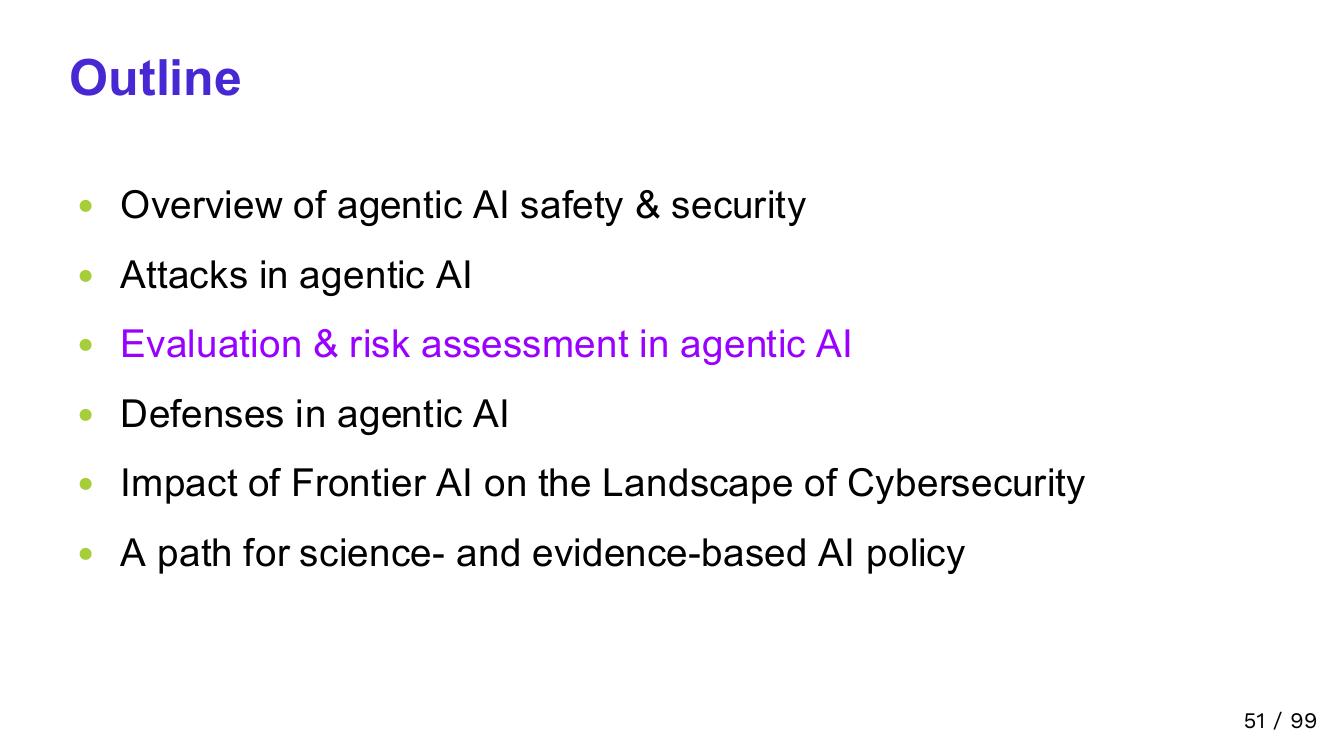 Outline
• Overview of agentic AI safety & security
• Attacks in agentic AI
• Evaluation & risk assessment in agentic AI
• Defenses in agentic AI
• Impact of Frontier AI on the Landscape of Cybersecurity
• A path for science- and evidence-based AI policy
51 / 99